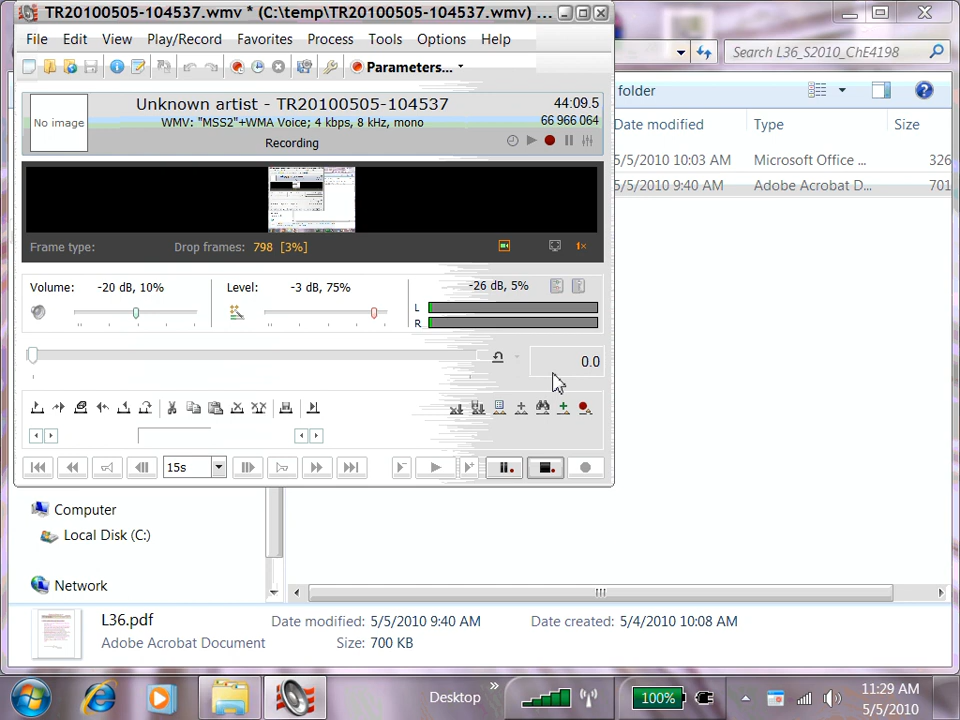 TR20100505-104537.wmv * (C:\temp\TR20100505-104537.wmv) ...
File Edit View Play/Record Favorites Process Tools Options Help
Search L36_S2010_ChE4198
Parameters...
folder
No image
Unknown artist - TR20100505-104537
44:09.5
WMV: "MSS2"+WMA Voice; 4 kbps, 8 kHz, mono
66 966 064
Recording
Date modified Type Size
5/5/2010 10:03 AM Microsoft Office ... 326
5/5/2010 9:40 AM Adobe Acrobat D... 701
Frame type: Drop frames: 798 [3%] 1×
Volume: -20 dB, 10% Level: -3 dB, 75% -26 dB, 5%
L
R
0.0
15s
Computer
Local Disk (C:)
Network
L36.pdf Date modified: 5/5/2010 9:40 AM Date created: 5/4/2010 10:08 AM
Adobe Acrobat Document Size: 700 KB
Desktop » 100% 11:29 AM
5/5/2010